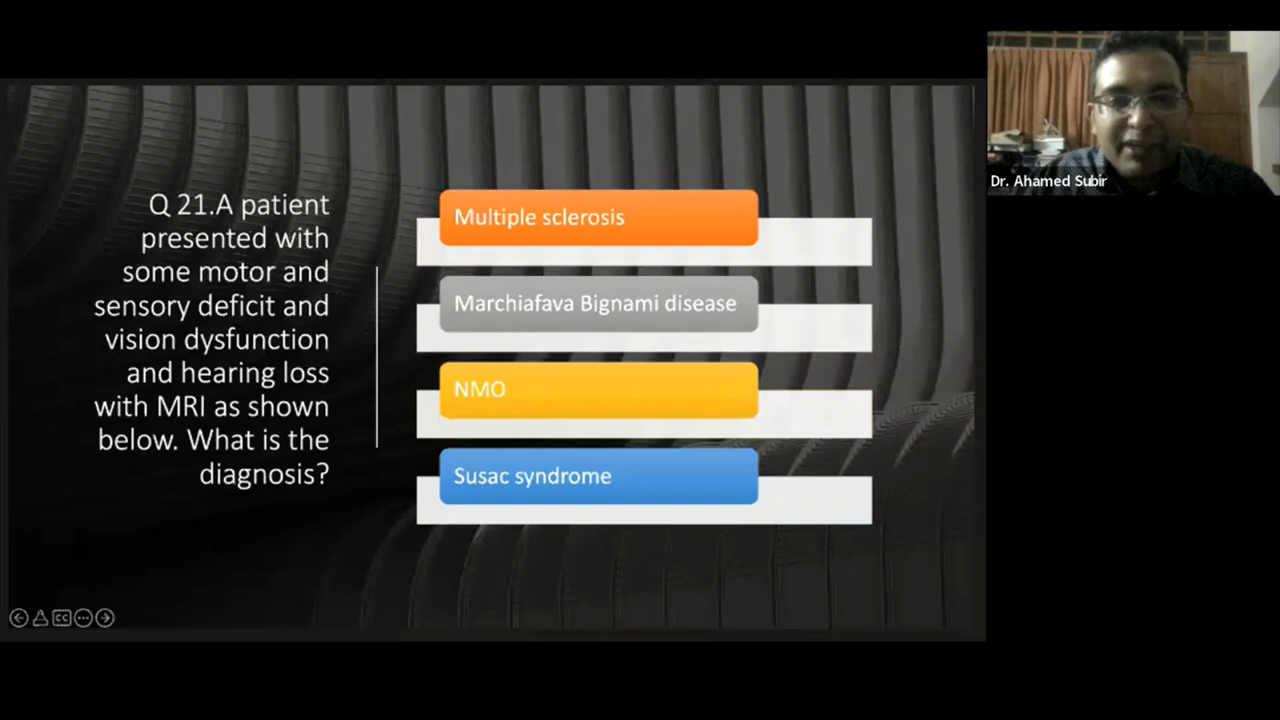 Q 21.A patient
presented with
some motor and
sensory deficit and
vision dysfunction
and hearing loss
with MRI as shown
below. What is the
diagnosis?
Multiple sclerosis
Marchiafava Bignami disease
NMO
Susac syndrome
CC
Dr. Ahamed Subir